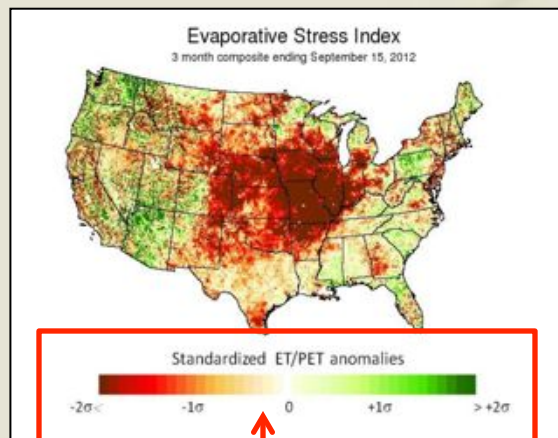 Evaporative Stress Index
3 month composite ending September 15, 2012
Standardized ET/PET anomalies
-2σ< -1σ 0 +1σ > +2σ